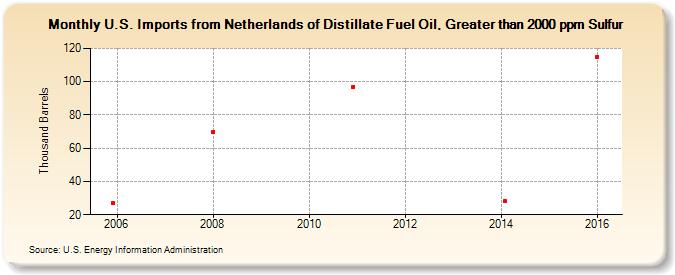 Monthly U.S. Imports from Netherlands of Distillate Fuel Oil, Greater than 2000 ppm Sulfur
Thousand Barrels
120
100
80
60
40
20
2006 2008 2010 2012 2014 2016
Source: U.S. Energy Information Administration